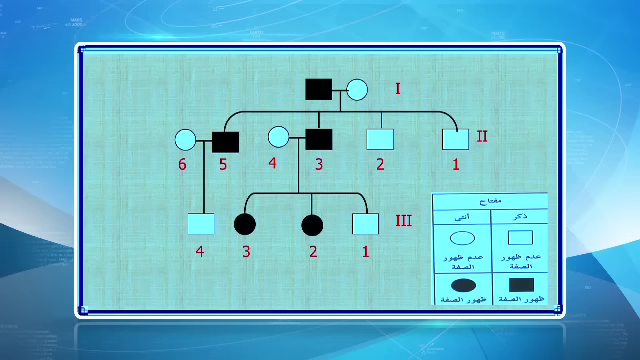 I
II
6 5 4 3 2 1
III
4 3 2 1
مفتاح
ذكر أنثى
عدم ظهور الصفة عدم ظهور الصفة
ظهور الصفة ظهور الصفة